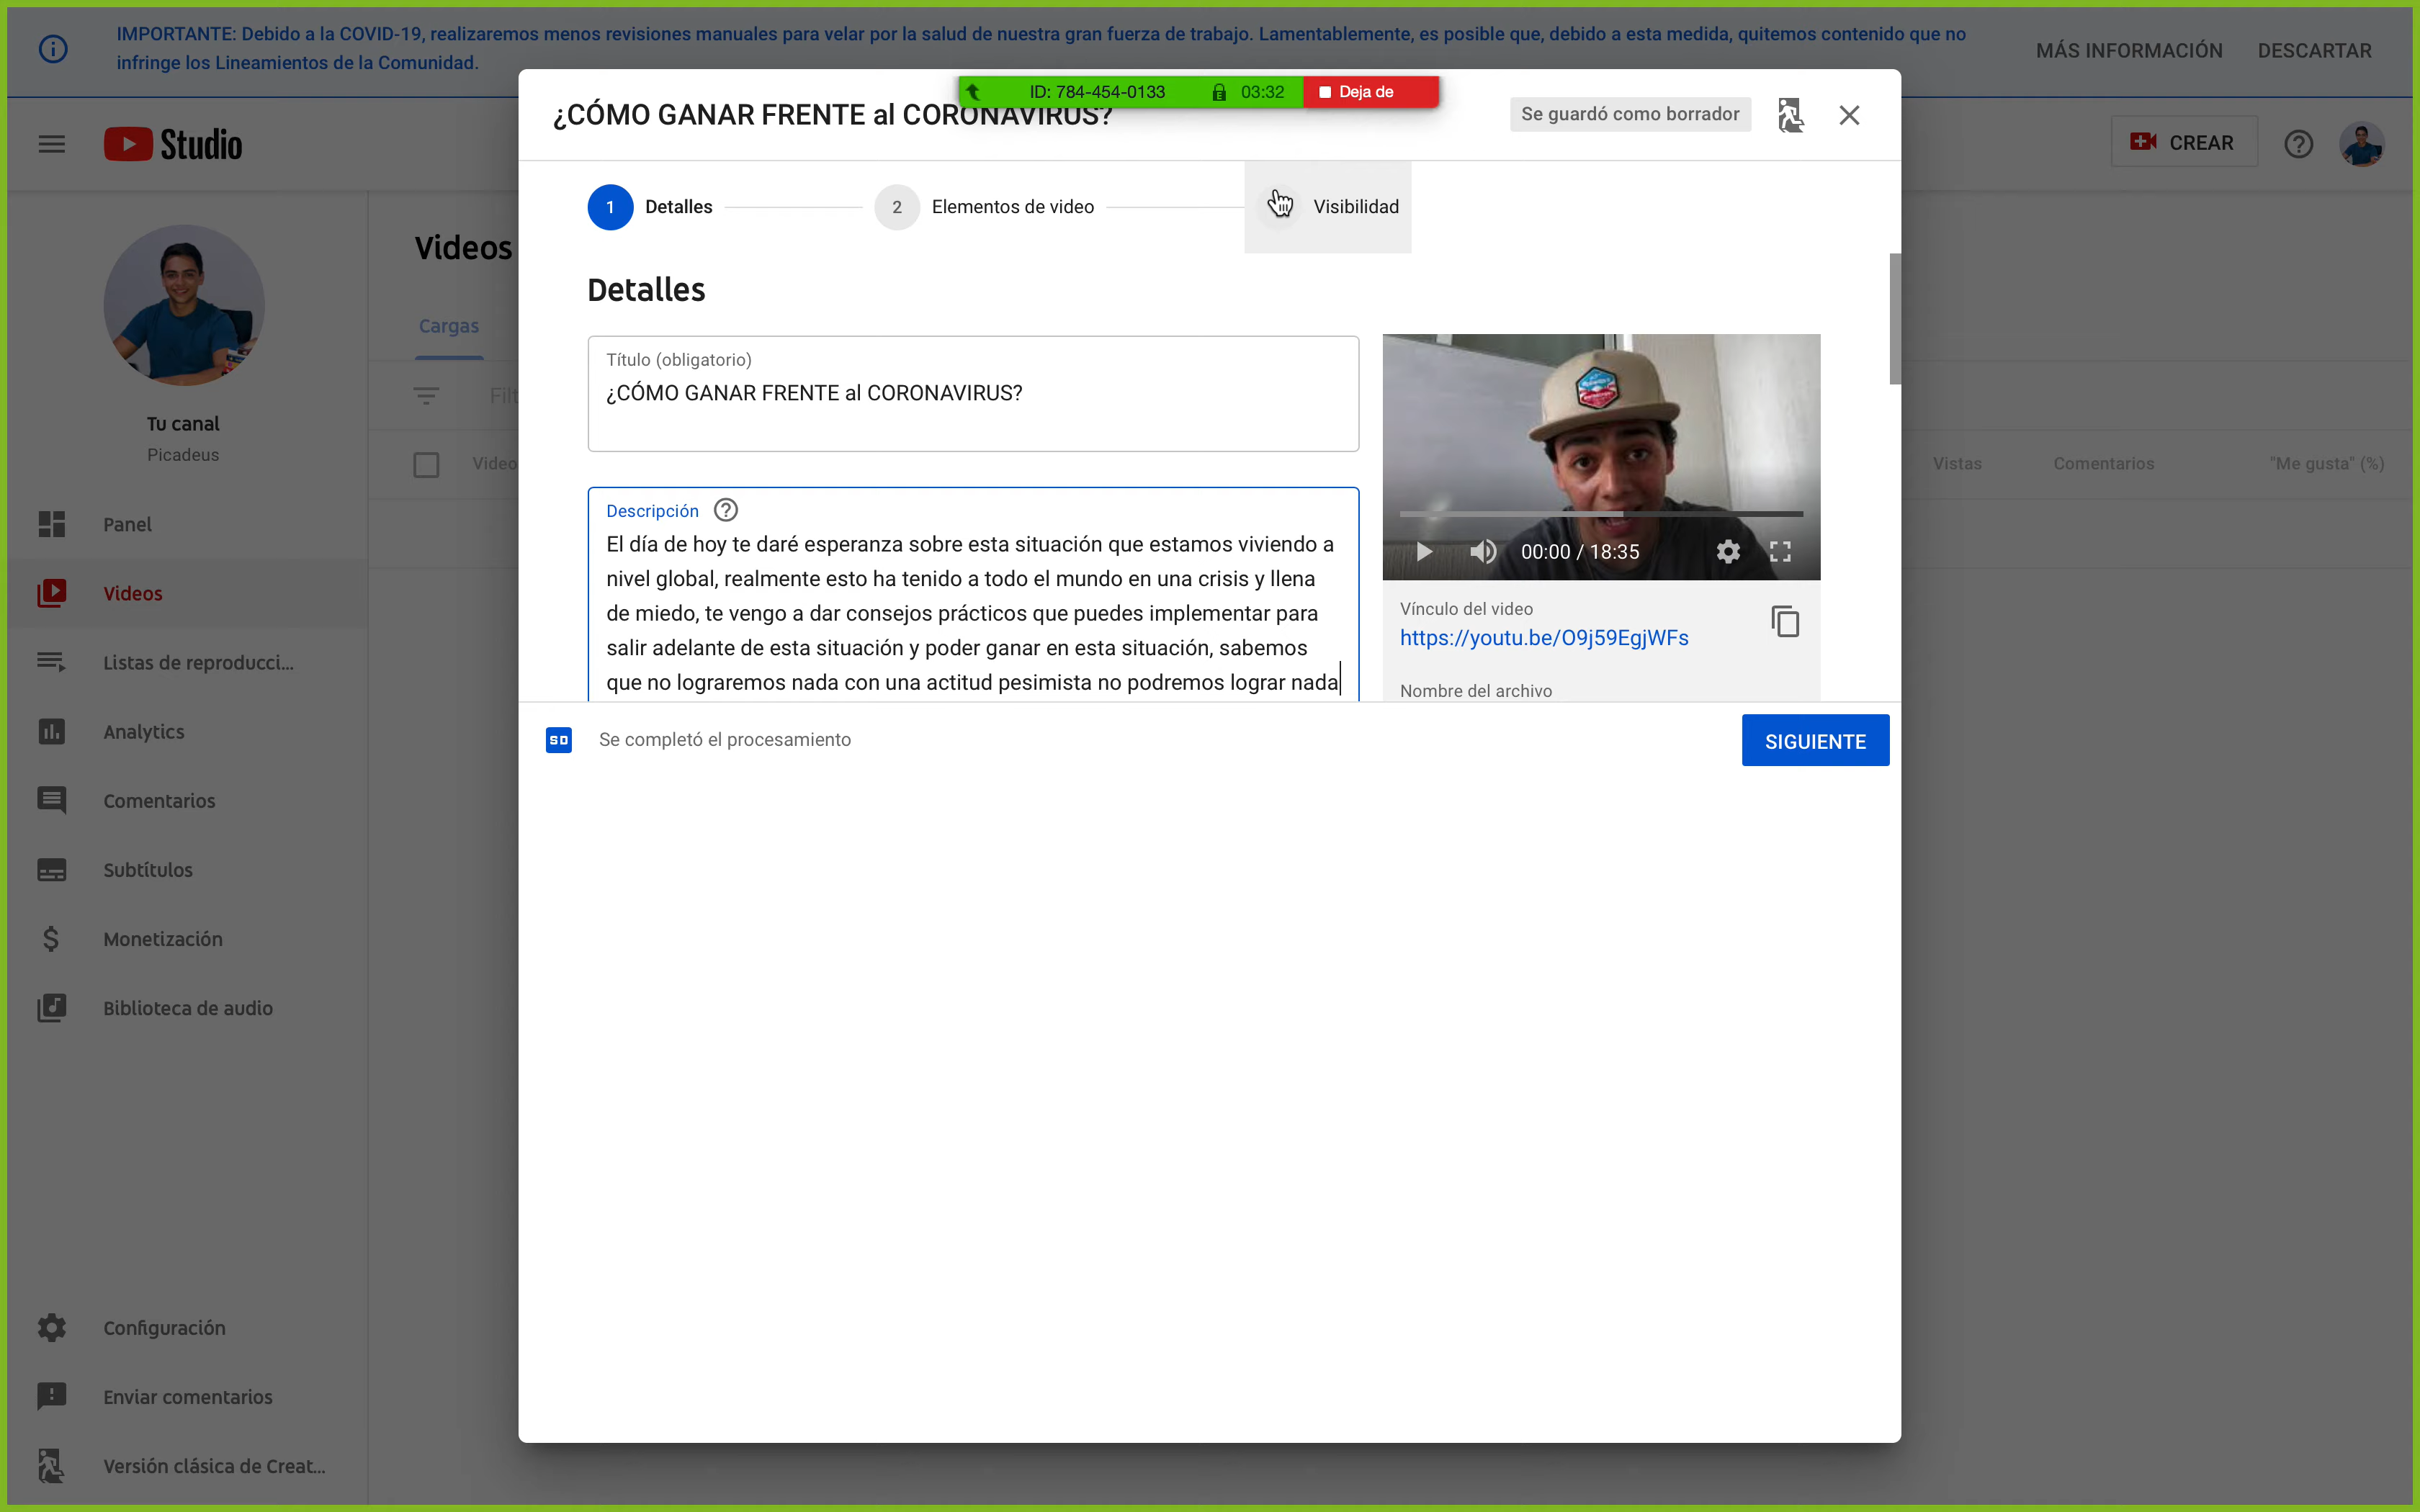 IMPORTANTE: Debido a la COVID-19, realizaremos menos revisiones manuales para velar por la salud de nuestra gran fuerza de trabajo. Lamentablemente, es posible que, debido a esta medida, quitemos contenido que no
infringe los Lineamientos de la Comunidad.
MÁS INFORMACIÓN
DESCARTAR
ID: 784-454-0133
03:32
Deja de
¿CÓMO GANAR FRENTE al CORONAVIRUS?
Se guardó como borrador
Studio
CREAR
1
Detalles
2
Elementos de video
Visibilidad
Videos
Detalles
Cargas
Título (obligatorio)
¿CÓMO GANAR FRENTE al CORONAVIRUS?
Filt
Tu canal
Picadeus
Video
Vistas
Comentarios
"Me gusta" (%)
Descripción
El día de hoy te daré esperanza sobre esta situación que estamos viviendo a
nivel global, realmente esto ha tenido a todo el mundo en una crisis y llena
de miedo, te vengo a dar consejos prácticos que puedes implementar para
salir adelante de esta situación y poder ganar en esta situación, sabemos
que no lograremos nada con una actitud pesimista no podremos lograr nada
00:00 / 18:35
Vínculo del video
https://youtu.be/O9j59EgjWFs
Nombre del archivo
SD
Se completó el procesamiento
SIGUIENTE
Panel
Videos
Listas de reproducci...
Analytics
Comentarios
Subtítulos
Monetización
Biblioteca de audio
Configuración
Enviar comentarios
Versión clásica de Creat...